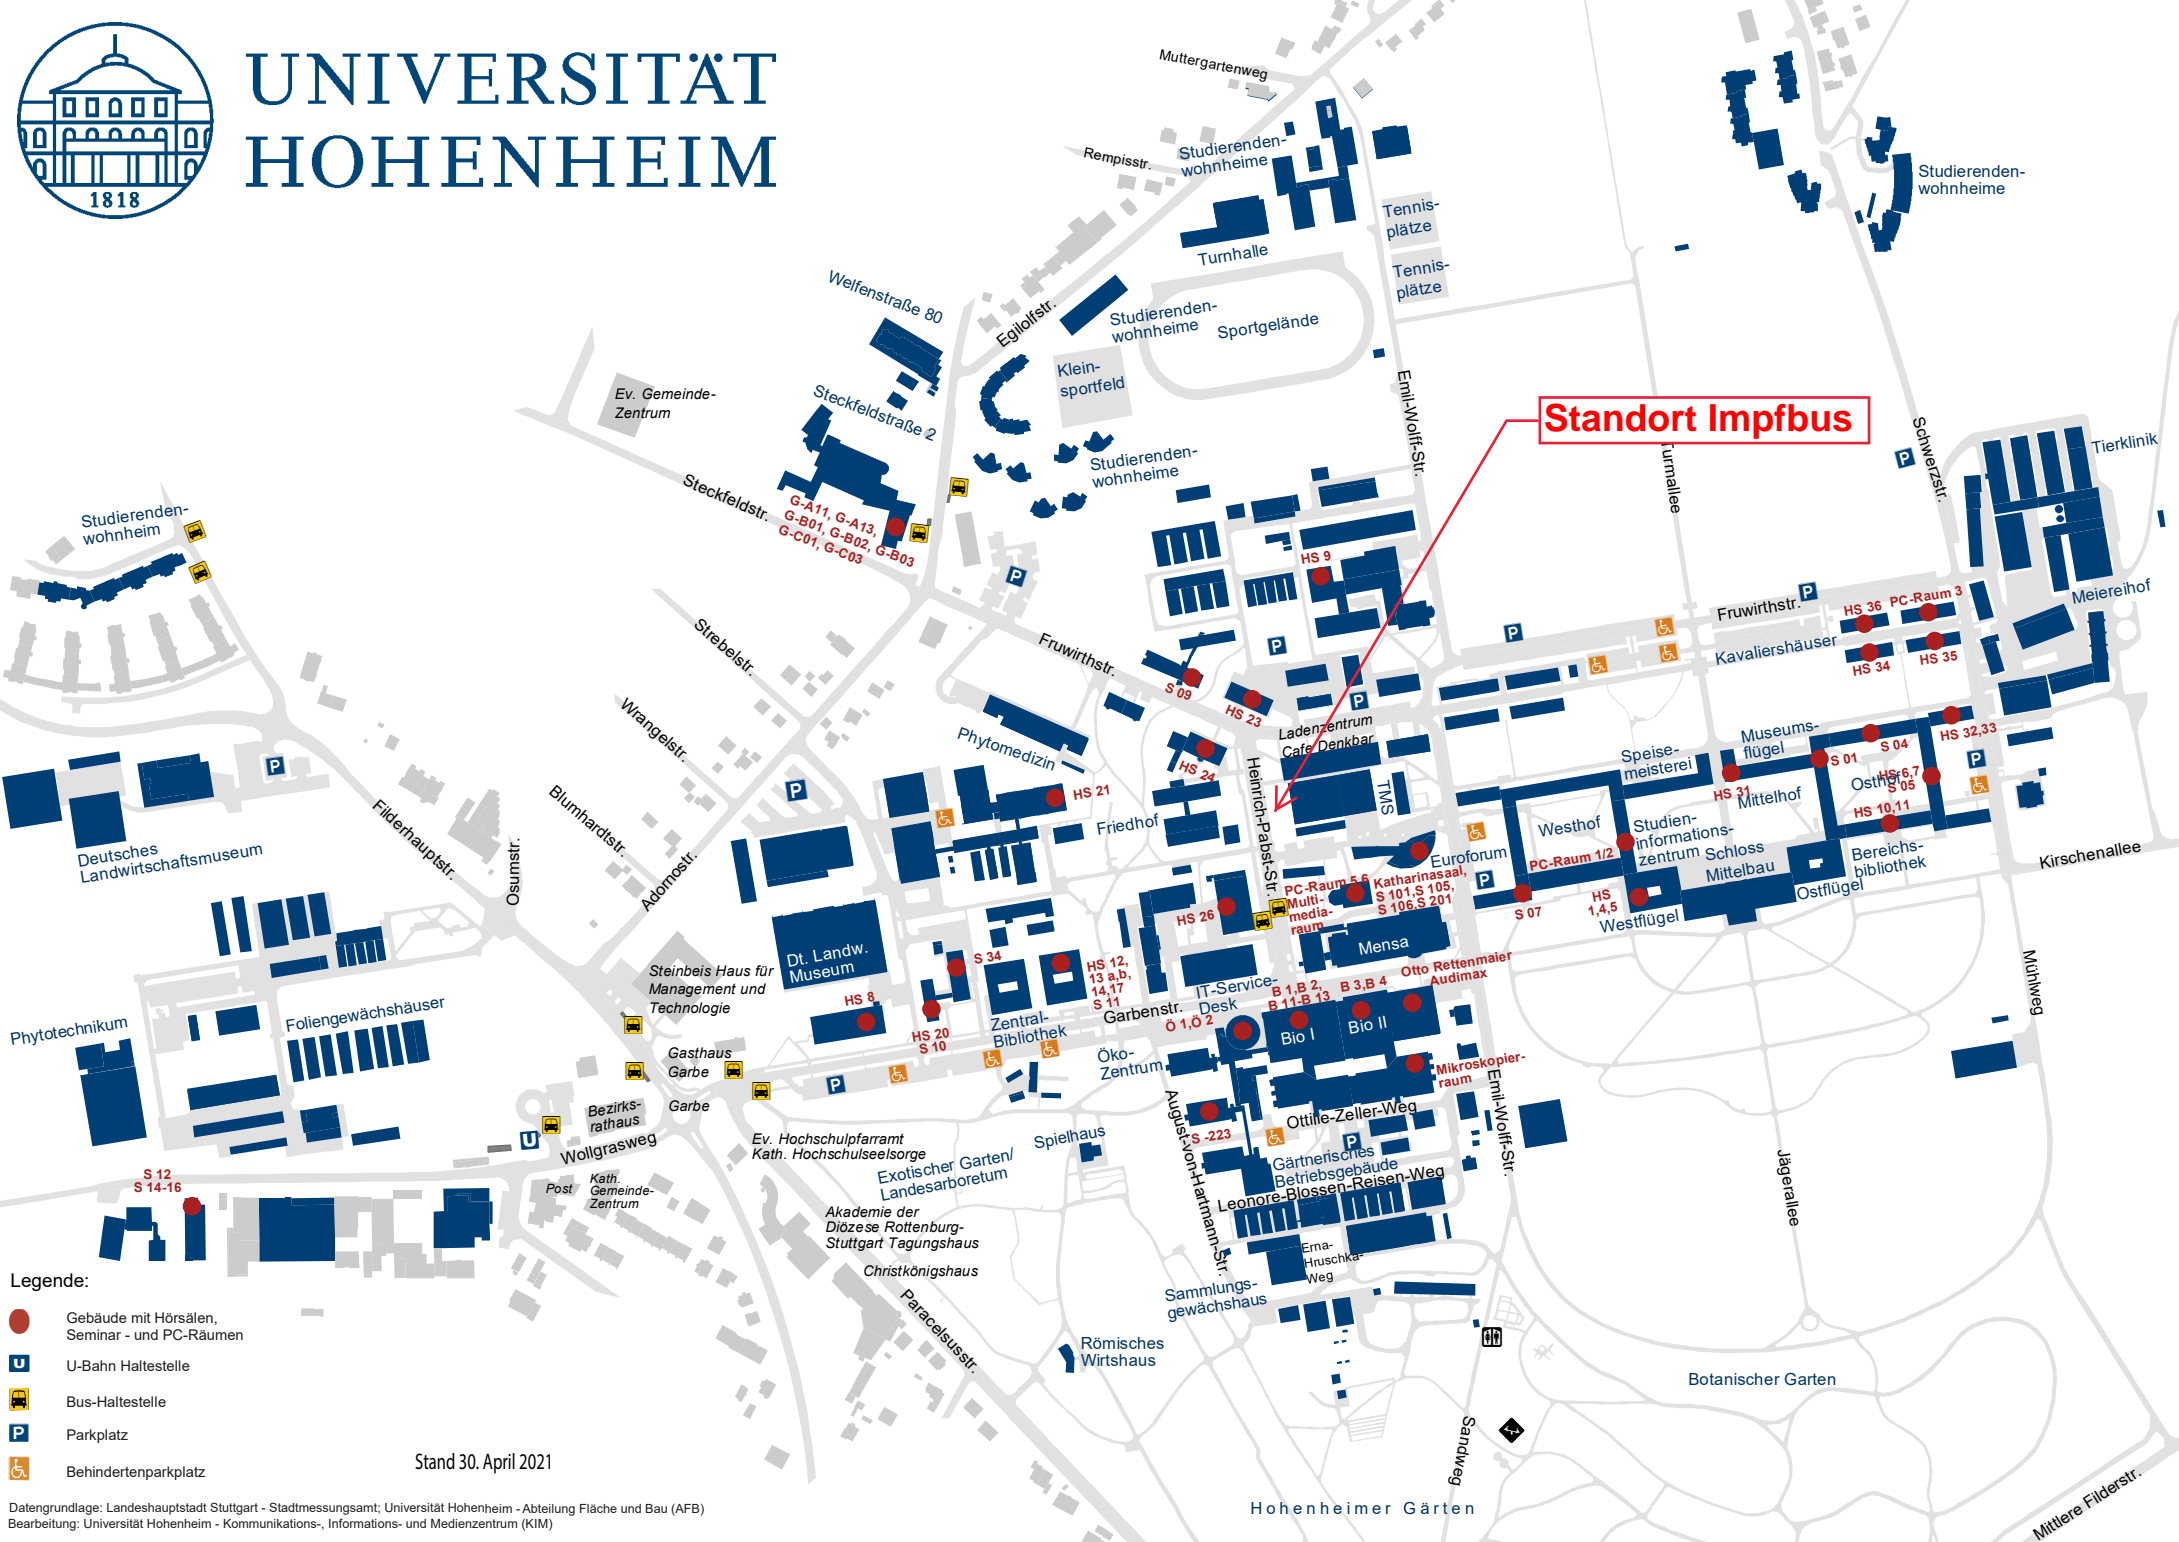 UNIVERSITÄT
HOHENHEIM
1818
Muttergartenweg
Rempisstr.
Studierenden-
wohnheime
Tennis-
plätze
Tennis-
plätze
Turnhalle
Studierenden-
wohnheime
Welfenstraße 80
Egilolfstr.
Studierenden-
wohnheime
Sportgelände
Klein-
sportfeld
Ev. Gemeinde-
Zentrum
Steckfeldstraße 2
Emil-Wolff-Str.
Standort Impfbus
Turmallee
Schwerzstr.
Tierklinik
Studierenden-
wohnheime
Steckfeldstr.
G-A11, G-A13,
G-B01, G-B02, G-B03
G-C01, G-C03
Studierenden-
wohnheim
HS 9
Fruwirthstr.
HS 36
PC-Raum 3
Meiereihof
Kavaliershäuser
HS 34
HS 35
Strebelstr.
Fruwirthstr.
S 09
HS 23
Wrangelstr.
Phytomedizin
HS 24
Ladenzentrum
Cafe Denkbar
Heinrich-Pabst-Str.
TMS
Speise-
meisterei
Museums-
flügel
HS 31
S 01
S 04
HS 32,33
Osthof
HS 6,7
S 05
Mittelhof
HS 10,11
HS 21
Friedhof
Blumhardtstr.
Filderhauptstr.
Osumstr.
Adornostr.
Deutsches
Landwirtschaftsmuseum
Westhof
Studien-
informations-
zentrum
PC-Raum 1/2
Schloss
Mittelbau
Bereichs-
bibliothek
Ostflügel
Kirschenallee
Euroforum
Katharinasaal,
S 101,S 105,
S 106,S 201
PC-Raum 5,6
Multi-
media-
raum
HS 26
HS
1,4,5
S 07
Westflügel
Mensa
Dt. Landw.
Museum
S 34
HS 12,
13 a,b,
14,17
S 11
IT-Service-
Desk
B 1,B 2,
B 11-B 13
B 3,B 4
Otto Rettenmaier
Audimax
Steinbeis Haus für
Management und
Technologie
HS 8
HS 20
S 10
Zentral-
Bibliothek
Garbenstr.
Ö 1,Ö 2
Bio I
Bio II
Mühlweg
Phytotechnikum
Foliengewächshäuser
Gasthaus
Garbe
Garbe
Öko-
Zentrum
Mikroskopier-
raum
Emil-Wolff-Str.
Bezirks-
rathaus
Wollgrasweg
Ev. Hochschulpfarramt
Kath. Hochschulseelsorge
Spielhaus
August-von-Hartmann-Str.
S -223
Ottilie-Zeller-Weg
Gärtnerisches
Betriebsgebäude
Leonore-Blossen-Reisen-Weg
Exotischer Garten/
Landesarboretum
S 12
S 14-16
Post
Kath.
Gemeinde-
Zentrum
Akademie der
Diözese Rottenburg-
Stuttgart Tagungshaus
Christkönigshaus
Erna-
Hruschka-
Weg
Sammlungs-
gewächshaus
Jägerallee
Paracelsusstr.
Römisches
Wirtshaus
Botanischer Garten
Sandweg
Hohenheimer Gärten
Mittlere Filderstr.
Legende:
Gebäude mit Hörsälen,
Seminar - und PC-Räumen
U
U-Bahn Haltestelle
Bus-Haltestelle
P
Parkplatz
Behindertenparkplatz
Stand 30. April 2021
Datengrundlage: Landeshauptstadt Stuttgart - Stadtmessungsamt; Universität Hohenheim - Abteilung Fläche und Bau (AFB)
Bearbeitung: Universität Hohenheim - Kommunikations-, Informations- und Medienzentrum (KIM)